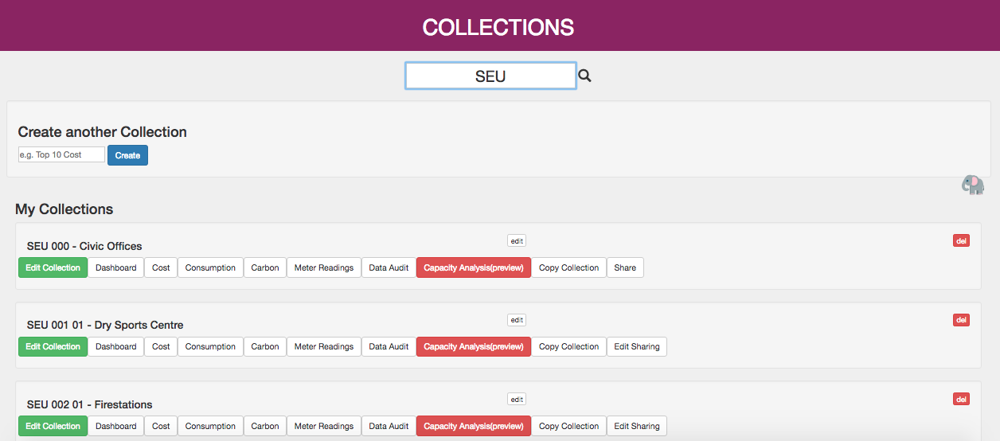 COLLECTIONS
SEU
Create another Collection
e.g. Top 10 Cost Create
My Collections
SEU 000 - Civic Offices edit del
Edit Collection Dashboard Cost Consumption Carbon Meter Readings Data Audit Capacity Analysis(preview) Copy Collection Share
SEU 001 01 - Dry Sports Centre edit del
Edit Collection Dashboard Cost Consumption Carbon Meter Readings Data Audit Capacity Analysis(preview) Copy Collection Edit Sharing
SEU 002 01 - Firestations edit del
Edit Collection Dashboard Cost Consumption Carbon Meter Readings Data Audit Capacity Analysis(preview) Copy Collection Edit Sharing